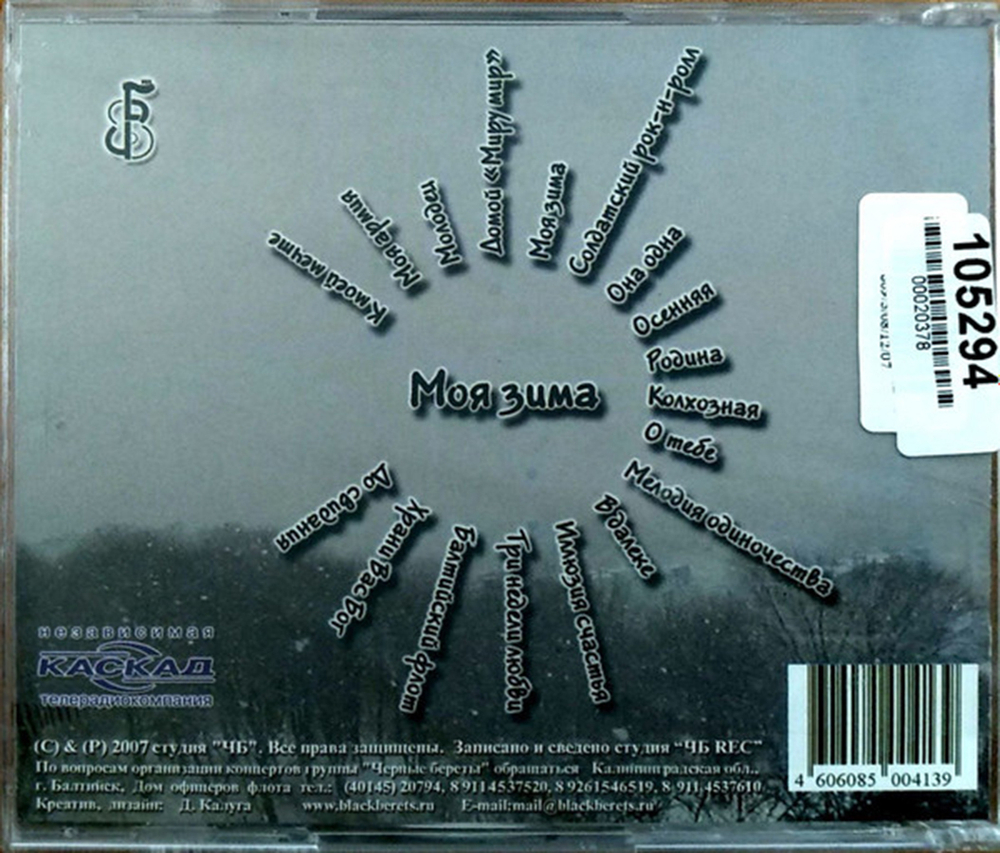 ЧБ
К моей мечте
Моя армия
Молодец
Домой «Миру мир»
Моя зима
Солдатский рок-н-ролл
Она одна
Осенняя
Родина
Колхозная
О тебе
Мелодия одиночества
Вдалеке
Иллюзия счастья
Три недели любви
Балтийский флот
Храни Вас Бог
До свидания
Моя зима
105294
00020378
независимая
КАСКАД
телерадиокомпания
(C) & (P) 2007 студия "ЧБ". Все права защищены. Записано и сведено студия “ЧБ REC”
По вопросам организации концертов группы "Черные береты" обращаться Калининградская обл.,
г. Балтийск, Дом офицеров флота тел.: (40145) 20794, 8 911 4537520, 8 9261546519, 8 911 4537610
Креатив, дизайн: Д. Калуга www.blackberets.ru E-mail:mail@blackberets.ru
4 606085 004139